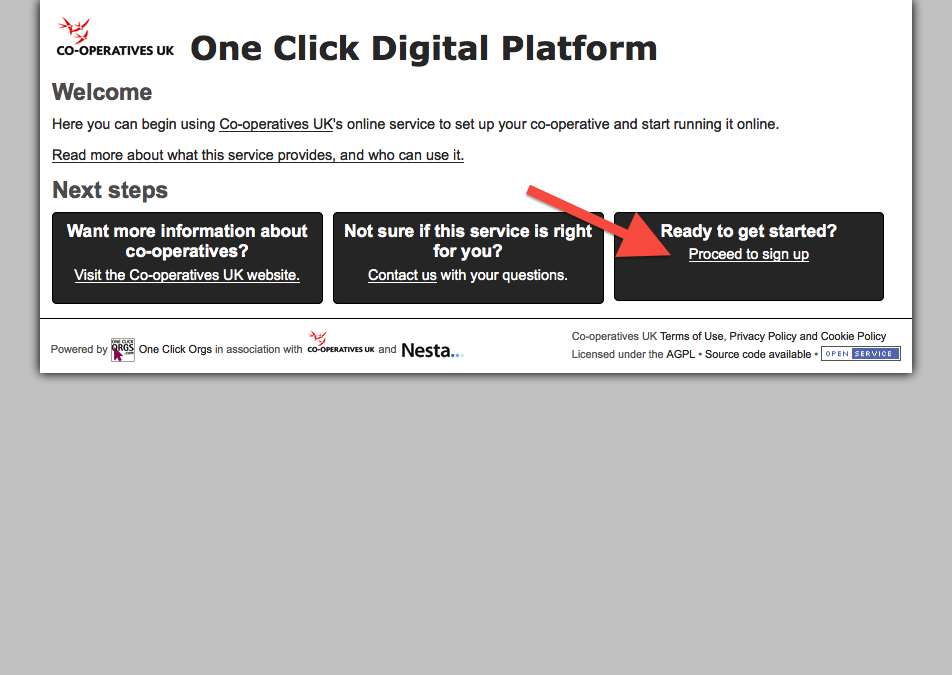 CO-OPERATIVES UK
One Click Digital Platform
Welcome
Here you can begin using Co-operatives UK's online service to set up your co-operative and start running it online.
Read more about what this service provides, and who can use it.
Next steps
Want more information about
co-operatives?
Visit the Co-operatives UK website.
Not sure if this service is right
for you?
Contact us with your questions.
Ready to get started?
Proceed to sign up
Powered by ONE CLICK ORGS .com One Click Orgs in association with CO-OPERATIVES UK and Nesta...
Co-operatives UK Terms of Use, Privacy Policy and Cookie Policy
Licensed under the AGPL • Source code available • OPEN SERVICE